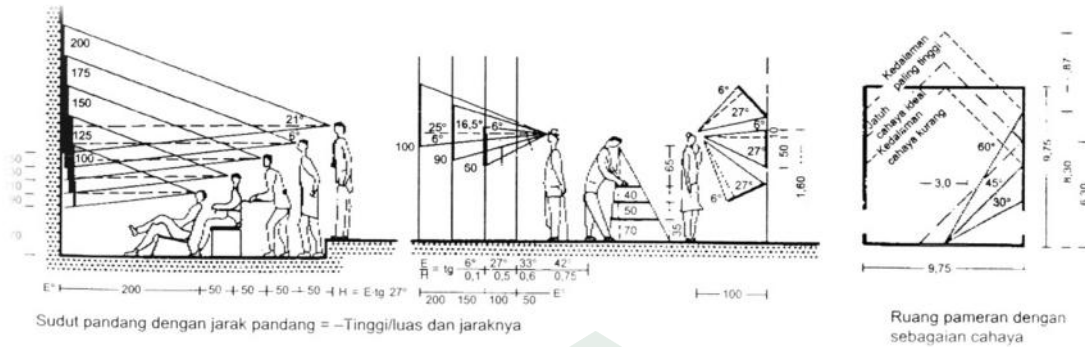 200
175
150
125
100
21°
6°
E°
200
50
50
50
50
H = E·tg 27°
25°
6°
100
16,5°
6°
90
50
E/H = tg
6° 27° 33° 42°
0,1 0,5 0,6 0,75
200 150 100 50 E°
65
40
50
70
35
6°
27°
27°
6°
27°
10
50
1,60
100
Kedalaman
paling tinggi
Jatuh
cahaya ideal
Kedalaman
cahaya kurang
60°
45°
30°
3,0
9,75
,87
8,30
6,30
9,75
Sudut pandang dengan jarak pandang = –Tinggi/luas dan jaraknya
Ruang pameran dengan
sebagaian cahaya